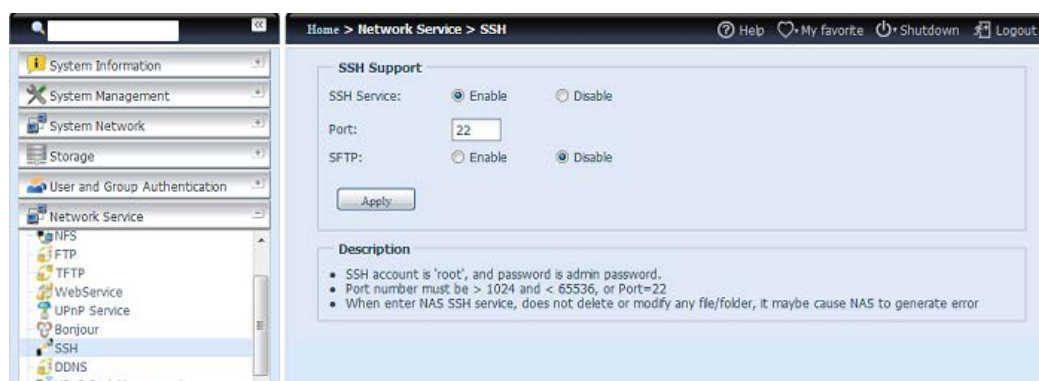 Home > Network Service > SSH
Help My favorite Shutdown Logout
System Information
System Management
System Network
Storage
User and Group Authentication
Network Service
NFS
FTP
TFTP
WebService
UPnP Service
Bonjour
SSH
DDNS
SSH Support
SSH Service: Enable Disable
Port: 22
SFTP: Enable Disable
Apply
Description
SSH account is 'root', and password is admin password.
Port number must be > 1024 and < 65536, or Port=22
When enter NAS SSH service, does not delete or modify any file/folder, it maybe cause NAS to generate error